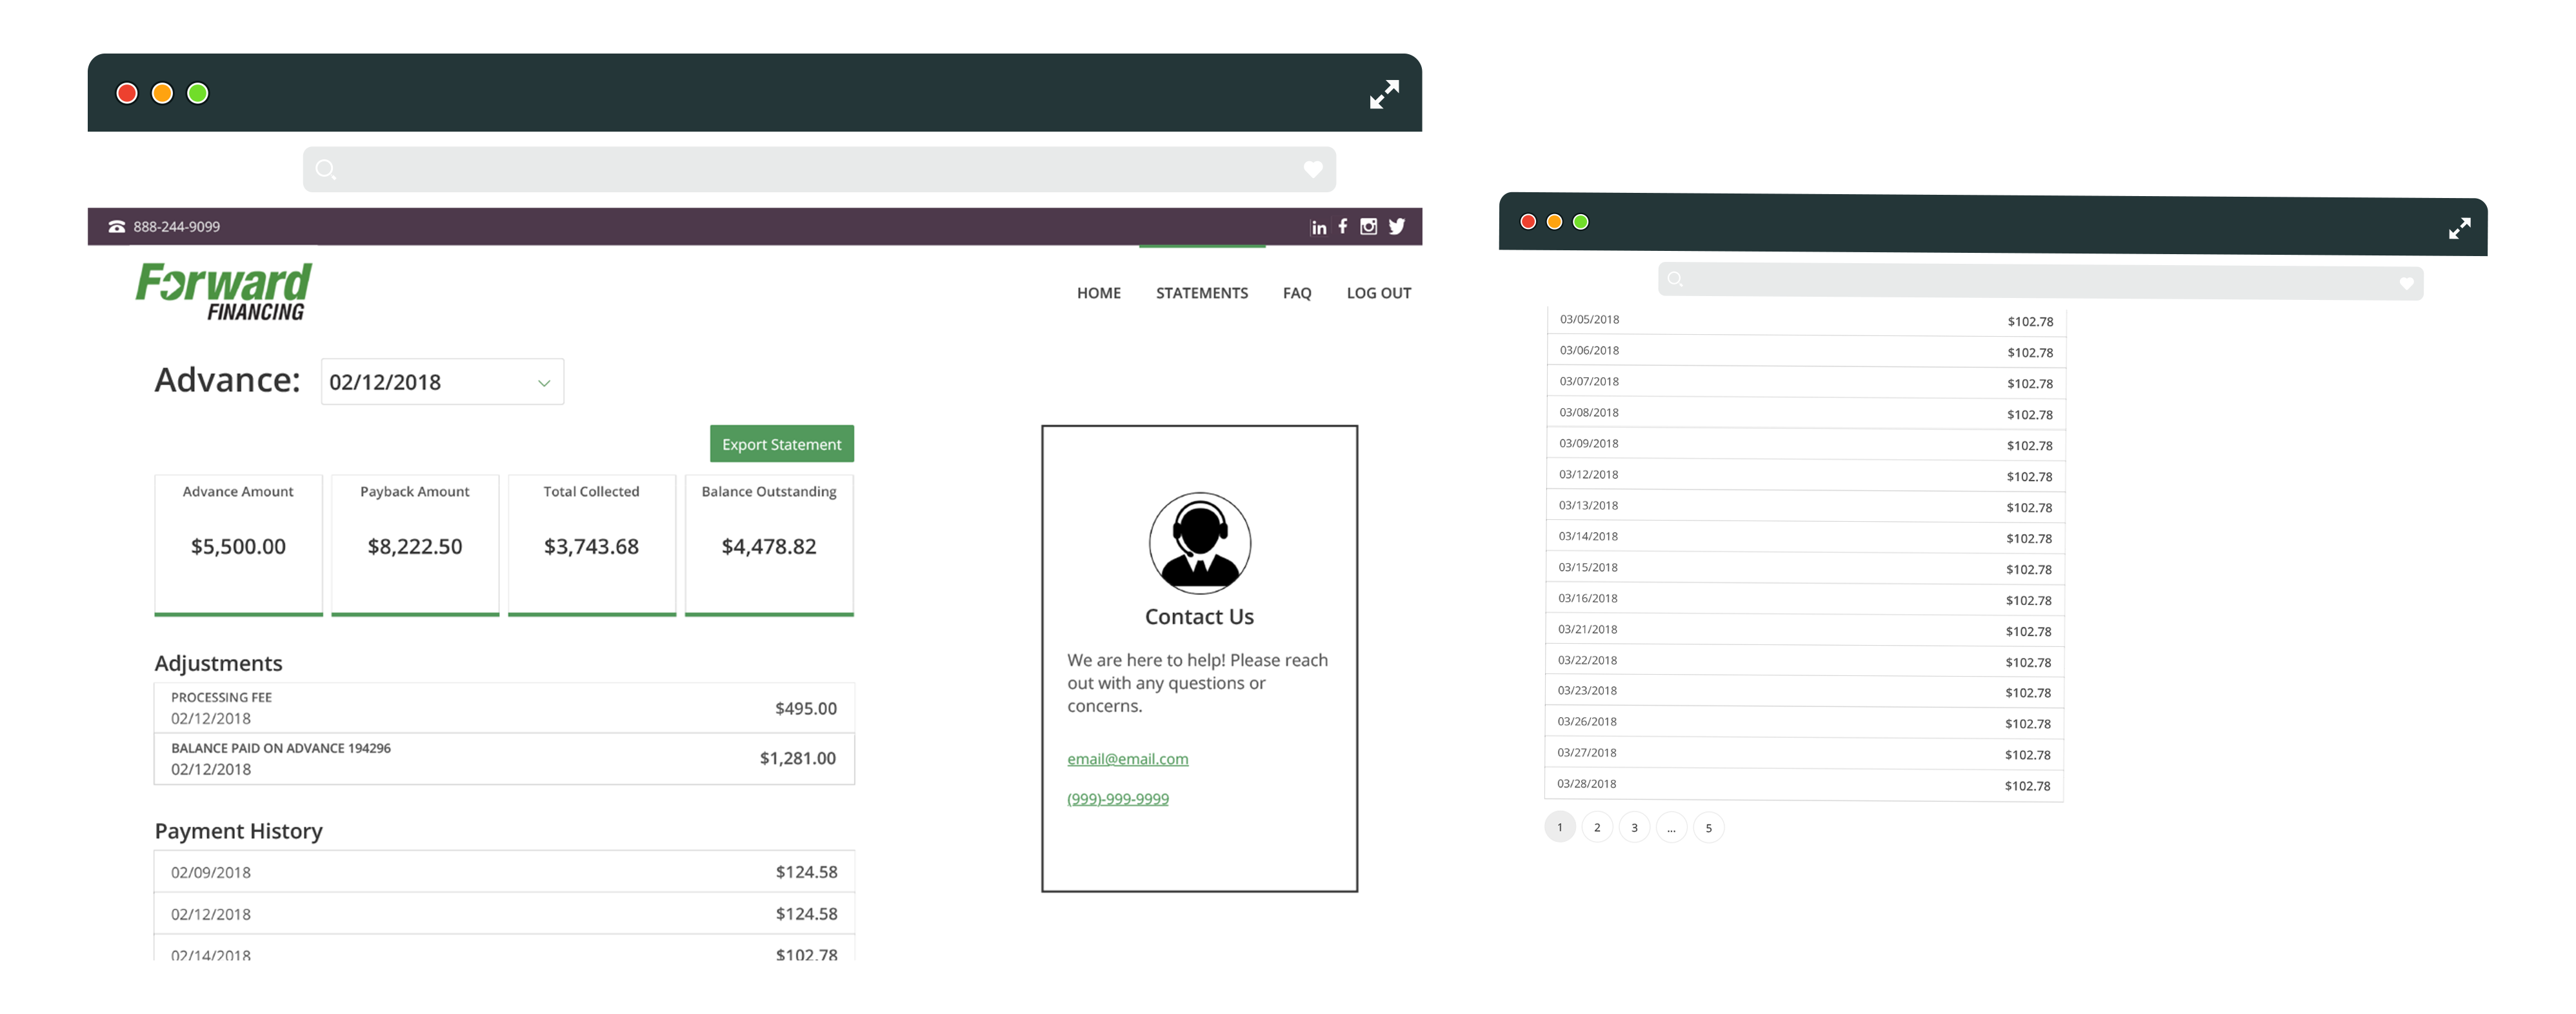 888-244-9099
Forward
FINANCING
HOME STATEMENTS FAQ LOG OUT
Advance: 02/12/2018
Export Statement
Advance Amount Payback Amount Total Collected Balance Outstanding
$5,500.00 $8,222.50 $3,743.68 $4,478.82
Adjustments
PROCESSING FEE
02/12/2018 $495.00
BALANCE PAID ON ADVANCE 194296
02/12/2018 $1,281.00
Payment History
02/09/2018 $124.58
02/12/2018 $124.58
02/14/2018 $102.78
Contact Us
We are here to help! Please reach
out with any questions or
concerns.
email@email.com
(999)-999-9999
03/05/2018 $102.78
03/06/2018 $102.78
03/07/2018 $102.78
03/08/2018 $102.78
03/09/2018 $102.78
03/12/2018 $102.78
03/13/2018 $102.78
03/14/2018 $102.78
03/15/2018 $102.78
03/16/2018 $102.78
03/21/2018 $102.78
03/22/2018 $102.78
03/23/2018 $102.78
03/26/2018 $102.78
03/27/2018 $102.78
03/28/2018 $102.78
1 2 3 ... 5